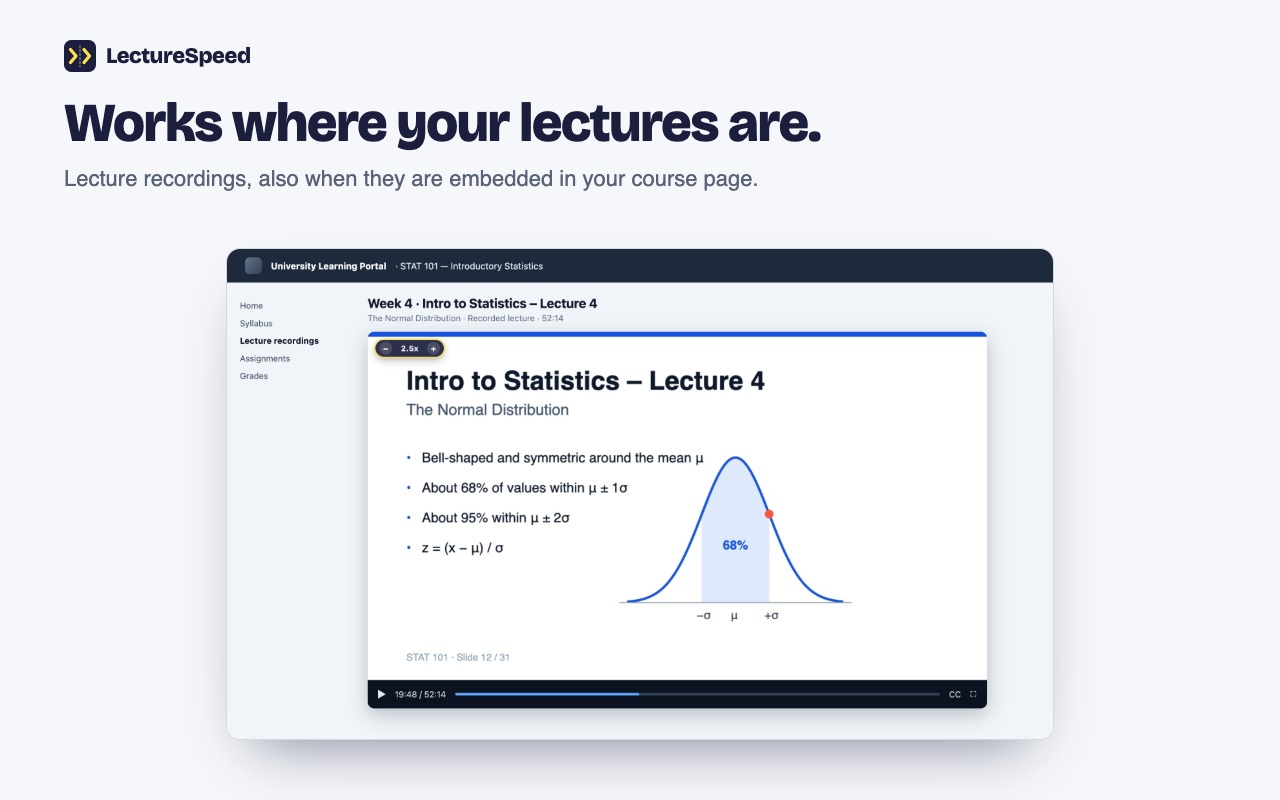 LectureSpeed
Works where your lectures are.
Lecture recordings, also when they are embedded in your course page.
University Learning Portal · STAT 101 — Introductory Statistics
Home
Syllabus
Lecture recordings
Assignments
Grades
Week 4 · Intro to Statistics – Lecture 4
The Normal Distribution · Recorded lecture · 52:14
− 2.5x +
Intro to Statistics – Lecture 4
The Normal Distribution
• Bell-shaped and symmetric around the mean μ
• About 68% of values within μ ± 1σ
• About 95% within μ ± 2σ
• z = (x − μ) / σ
68%
−σ μ +σ
STAT 101 · Slide 12 / 31
19:48 / 52:14 CC